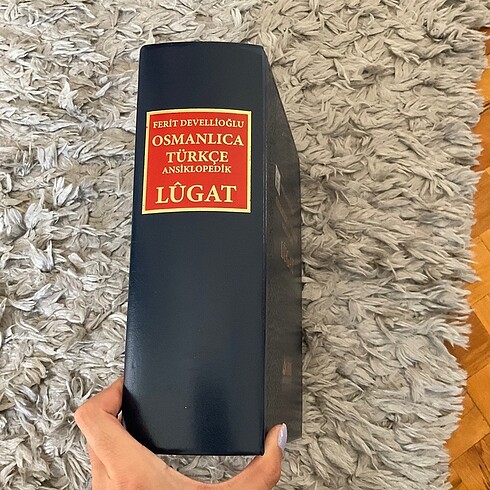 FERİT DEVELLİOĞLU
OSMANLICA
TÜRKÇE
ANSİKLOPEDİK
LÛGAT